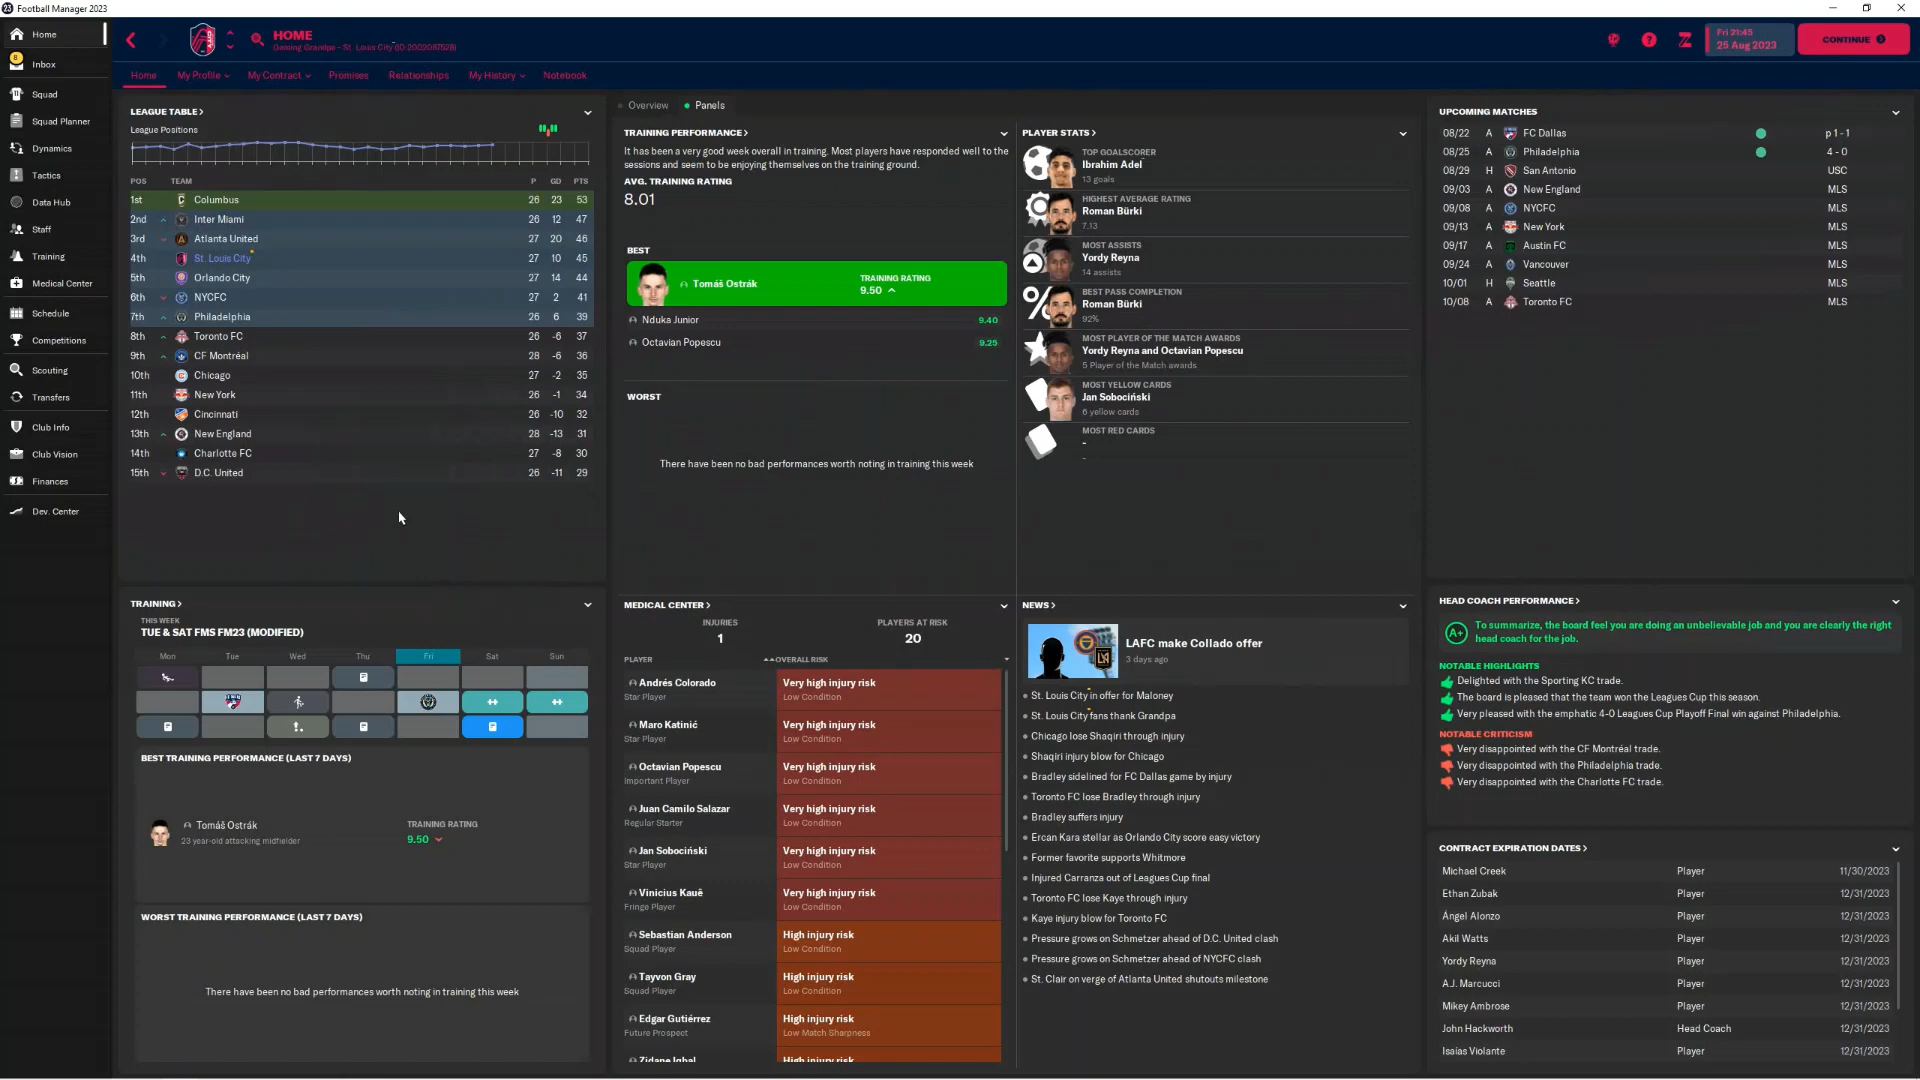 Football Manager 2023
Home
Inbox
Squad
Squad Planner
Dynamics
Tactics
Data Hub
Staff
Training
Medical Center
Schedule
Competitions
Scouting
Transfers
Club Info
Club Vision
Finances
Dev. Center
HOME
Gaming Grandpa - St. Louis City (ID 2002087528)
Fri 21:45
25 Aug 2023
CONTINUE
Home
My Profile
My Contract
Promises
Relationships
My History
Notebook
LEAGUE TABLE
League Positions
POS TEAM P GD PTS
1st Columbus 26 23 53
2nd Inter Miami 26 12 47
3rd Atlanta United 27 20 46
4th St. Louis City 27 10 45
5th Orlando City 27 14 44
6th NYCFC 27 2 41
7th Philadelphia 26 6 39
8th Toronto FC 26 -6 37
9th CF Montréal 28 -6 36
10th Chicago 27 -2 35
11th New York 26 -1 34
12th Cincinnati 26 -10 32
13th New England 28 -13 31
14th Charlotte FC 27 -8 30
15th D.C. United 26 -11 29
Overview
Panels
TRAINING PERFORMANCE
It has been a very good week overall in training. Most players have responded well to the
sessions and seem to be enjoying themselves on the training ground.
AVG. TRAINING RATING
8.01
BEST
Tomáš Ostrák
TRAINING RATING
9.50
Nduka Junior 9.40
Octavian Popescu 9.25
WORST
There have been no bad performances worth noting in training this week
PLAYER STATS
TOP GOALSCORER
Ibrahim Adel
13 goals
HIGHEST AVERAGE RATING
Roman Bürki
7.13
MOST ASSISTS
Yordy Reyna
14 assists
BEST PASS COMPLETION
Roman Bürki
92%
MOST PLAYER OF THE MATCH AWARDS
Yordy Reyna and Octavian Popescu
5 Player of the Match awards
MOST YELLOW CARDS
Jan Sobociński
6 yellow cards
MOST RED CARDS
-
-
UPCOMING MATCHES
08/22 A FC Dallas p 1 - 1
08/25 A Philadelphia 4 - 0
08/29 H San Antonio USC
09/03 A New England MLS
09/08 A NYCFC MLS
09/13 A New York MLS
09/17 A Austin FC MLS
09/24 A Vancouver MLS
10/01 H Seattle MLS
10/08 A Toronto FC MLS
TRAINING
THIS WEEK
TUE & SAT FMS FM23 (MODIFIED)
Mon Tue Wed Thu Fri Sat Sun
BEST TRAINING PERFORMANCE (LAST 7 DAYS)
Tomáš Ostrák
23 year-old attacking midfielder
TRAINING RATING
9.50
WORST TRAINING PERFORMANCE (LAST 7 DAYS)
There have been no bad performances worth noting in training this week
MEDICAL CENTER
INJURIES
1
PLAYERS AT RISK
20
PLAYER OVERALL RISK
Andrés Colorado Very high injury risk
Star Player Low Condition
Maro Katinić Very high injury risk
Star Player Low Condition
Octavian Popescu Very high injury risk
Important Player Low Condition
Juan Camilo Salazar Very high injury risk
Regular Starter Low Condition
Jan Sobociński Very high injury risk
Star Player Low Condition
Vinicius Kauê Very high injury risk
Fringe Player Low Condition
Sebastian Anderson High injury risk
Squad Player Low Condition
Tayvon Gray High injury risk
Squad Player Low Condition
Edgar Gutiérrez High injury risk
Future Prospect Low Match Sharpness
Zidane Iqbal High injury risk
NEWS
LAFC make Collado offer
3 days ago
St. Louis City in offer for Maloney
St. Louis City fans thank Grandpa
Chicago lose Shaqiri through injury
Shaqiri injury blow for Chicago
Bradley sidelined for FC Dallas game by injury
Toronto FC lose Bradley through injury
Bradley suffers injury
Ercan Kara stellar as Orlando City score easy victory
Former favorite supports Whitmore
Injured Carranza out of Leagues Cup final
Toronto FC lose Kaye through injury
Kaye injury blow for Toronto FC
Pressure grows on Schmetzer ahead of D.C. United clash
Pressure grows on Schmetzer ahead of NYCFC clash
St. Clair on verge of Atlanta United shutouts milestone
HEAD COACH PERFORMANCE
A+
To summarize, the board feel you are doing an unbelievable job and you are clearly the right
head coach for the job.
NOTABLE HIGHLIGHTS
Delighted with the Sporting KC trade.
The board is pleased that the team won the Leagues Cup this season.
Very pleased with the emphatic 4-0 Leagues Cup Playoff Final win against Philadelphia.
NOTABLE CRITICISM
Very disappointed with the CF Montréal trade.
Very disappointed with the Philadelphia trade.
Very disappointed with the Charlotte FC trade.
CONTRACT EXPIRATION DATES
Michael Creek Player 11/30/2023
Ethan Zubak Player 12/31/2023
Ángel Alonzo Player 12/31/2023
Akil Watts Player 12/31/2023
Yordy Reyna Player 12/31/2023
A.J. Marcucci Player 12/31/2023
Mikey Ambrose Player 12/31/2023
John Hackworth Head Coach 12/31/2023
Isaías Violante Player 12/31/2023